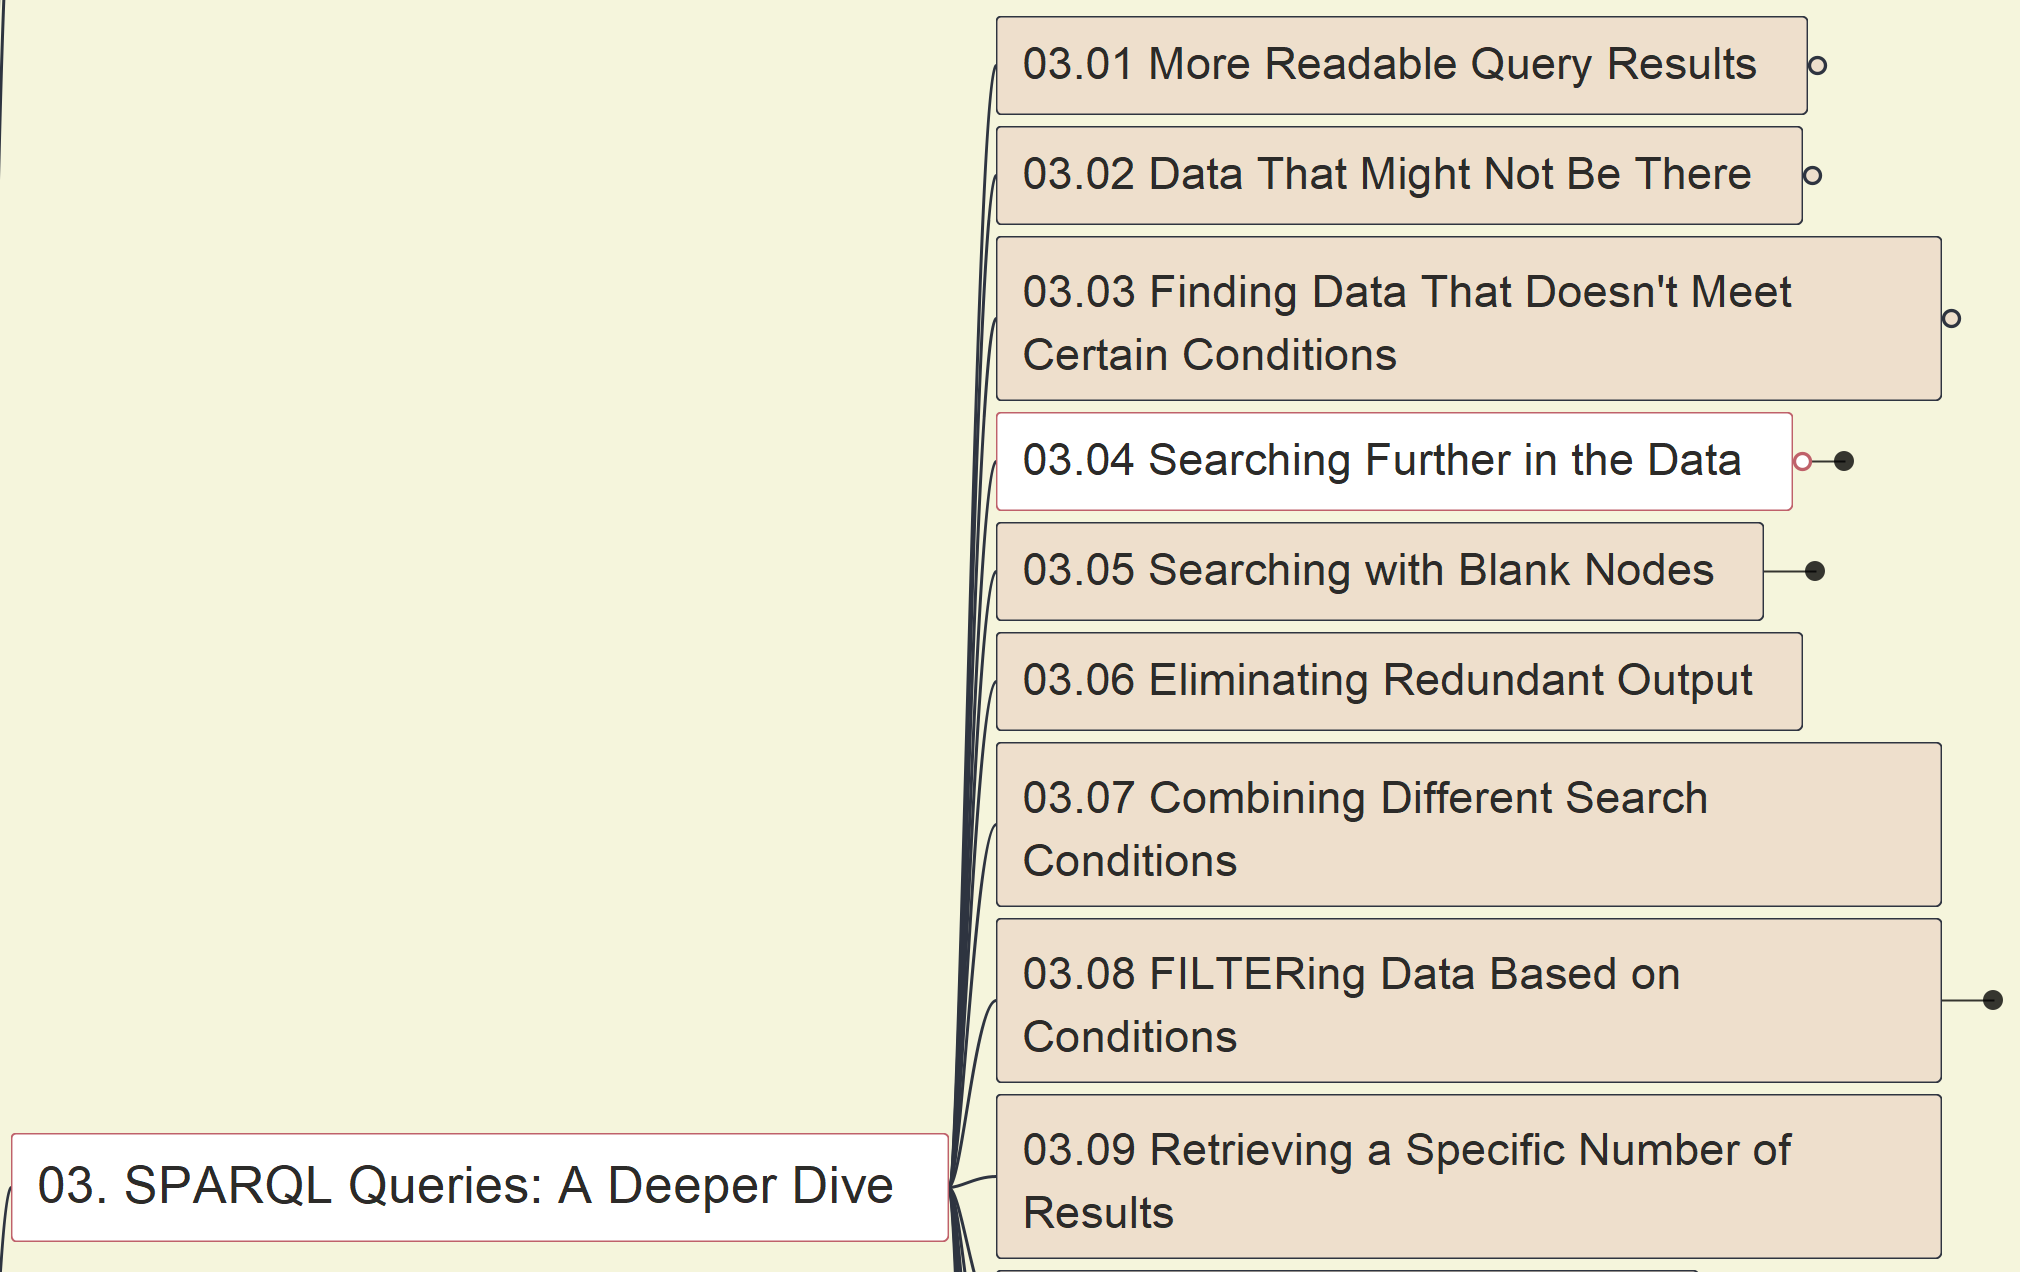 03.01 More Readable Query Results
03.02 Data That Might Not Be There
03.03 Finding Data That Doesn't Meet
Certain Conditions
03.04 Searching Further in the Data
03.05 Searching with Blank Nodes
03.06 Eliminating Redundant Output
03.07 Combining Different Search
Conditions
03.08 FILTERing Data Based on
Conditions
03.09 Retrieving a Specific Number of
Results
03. SPARQL Queries: A Deeper Dive